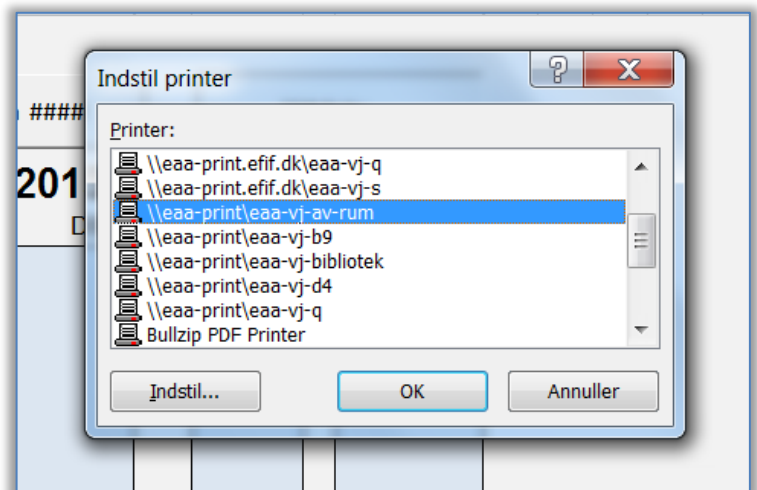 Indstil printer
####
Printer:
\\eaa-print.efif.dk\eaa-vj-q
\\eaa-print.efif.dk\eaa-vj-s
201
\\eaa-print\eaa-vj-av-rum
D
\\eaa-print\eaa-vj-b9
\\eaa-print\eaa-vj-bibliotek
\\eaa-print\eaa-vj-d4
\\eaa-print\eaa-vj-q
Bullzip PDF Printer
Indstil... OK Annuller